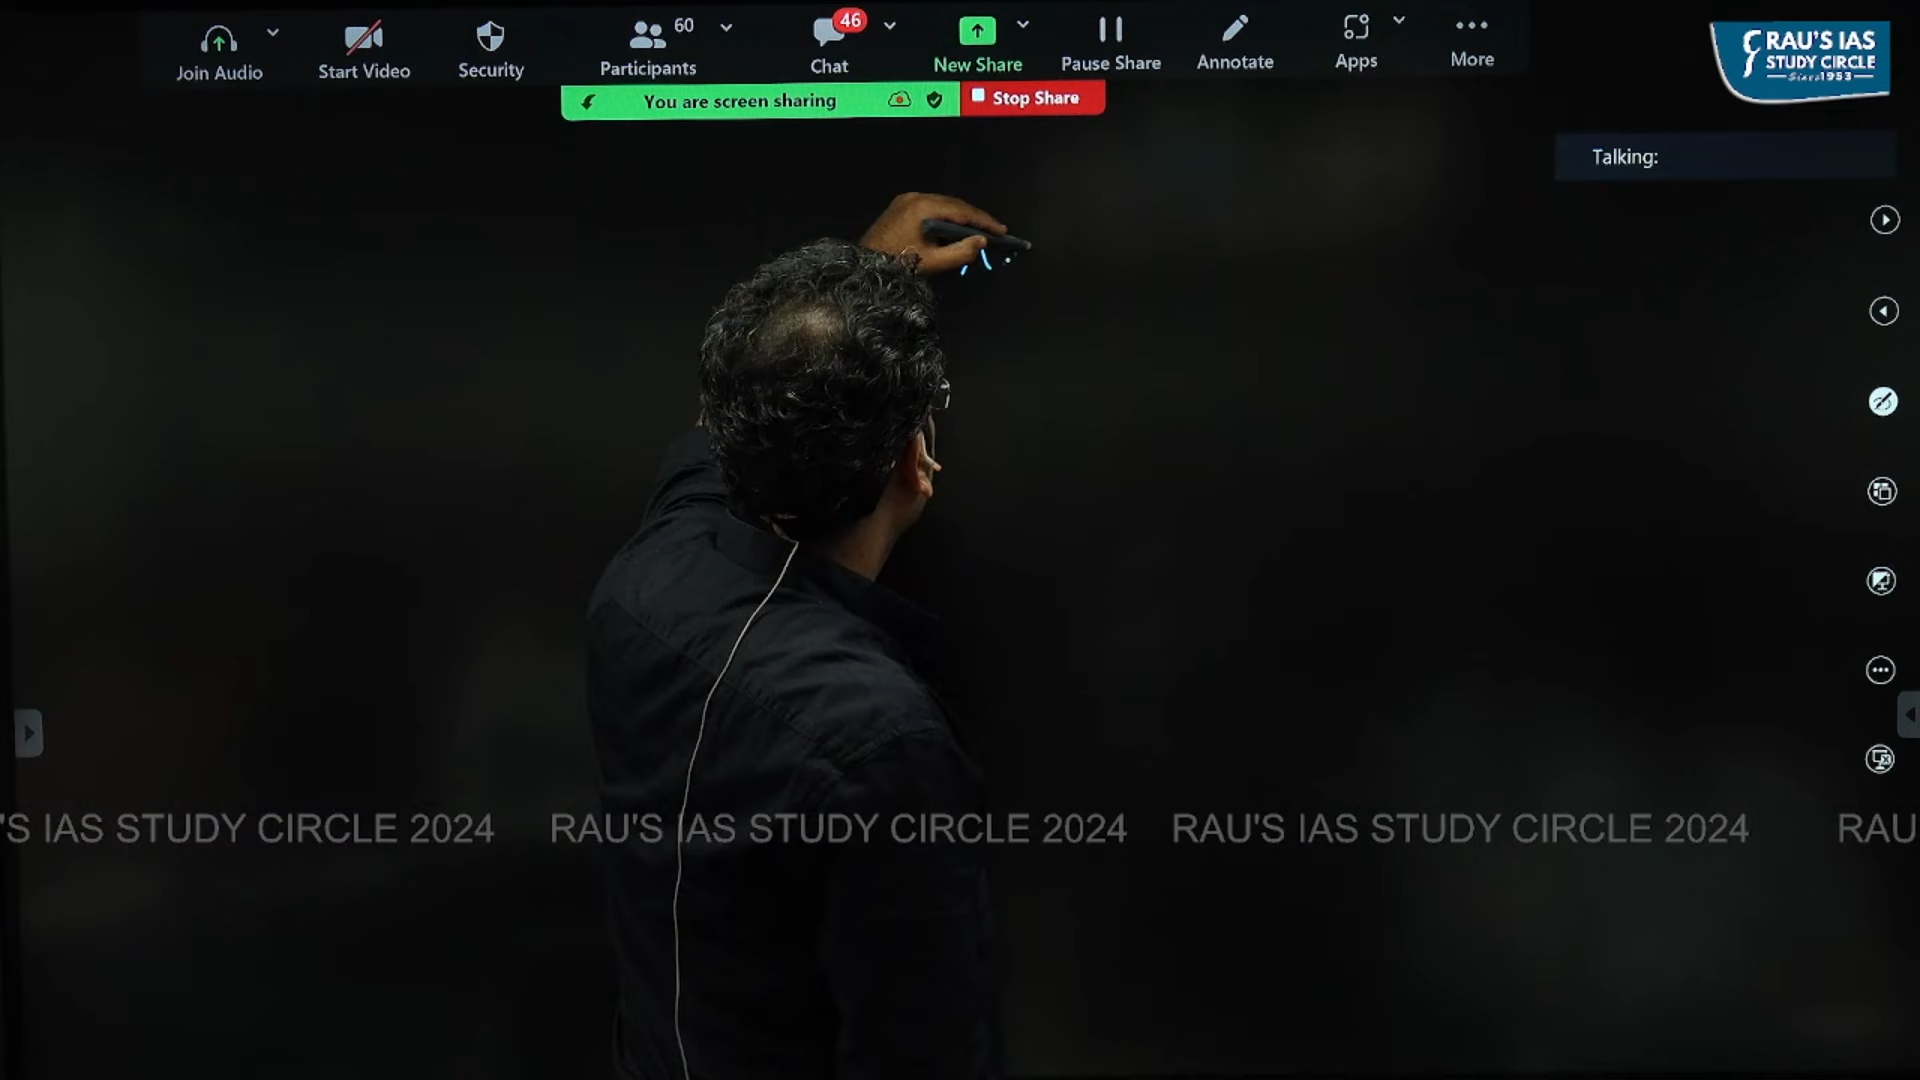 Join Audio
Start Video
Security
Participants 60
Chat 46
New Share
Pause Share
Annotate
Apps
More
You are screen sharing
Stop Share
RAU'S IAS
STUDY CIRCLE
Since 1953
Talking:
'S IAS STUDY CIRCLE 2024 RAU'S IAS STUDY CIRCLE 2024 RAU'S IAS STUDY CIRCLE 2024 RAU